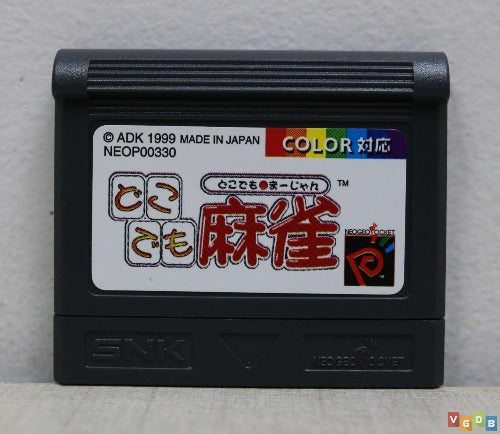 © ADK 1999 MADE IN JAPAN
NEOP00330
COLOR 対応
どこでも●まーじゃん ™
どこ
でも
麻雀
NEOGEO POCKET
SNK
NEOGEO POCKET
VGDB